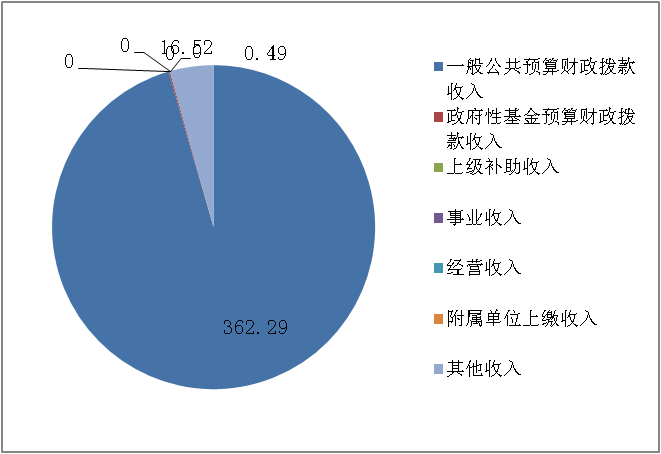 0
0
0
16.52
0
0.49
362.29
一般公共预算财政拨款
收入
政府性基金预算财政拨
款收入
上级补助收入
事业收入
经营收入
附属单位上缴收入
其他收入